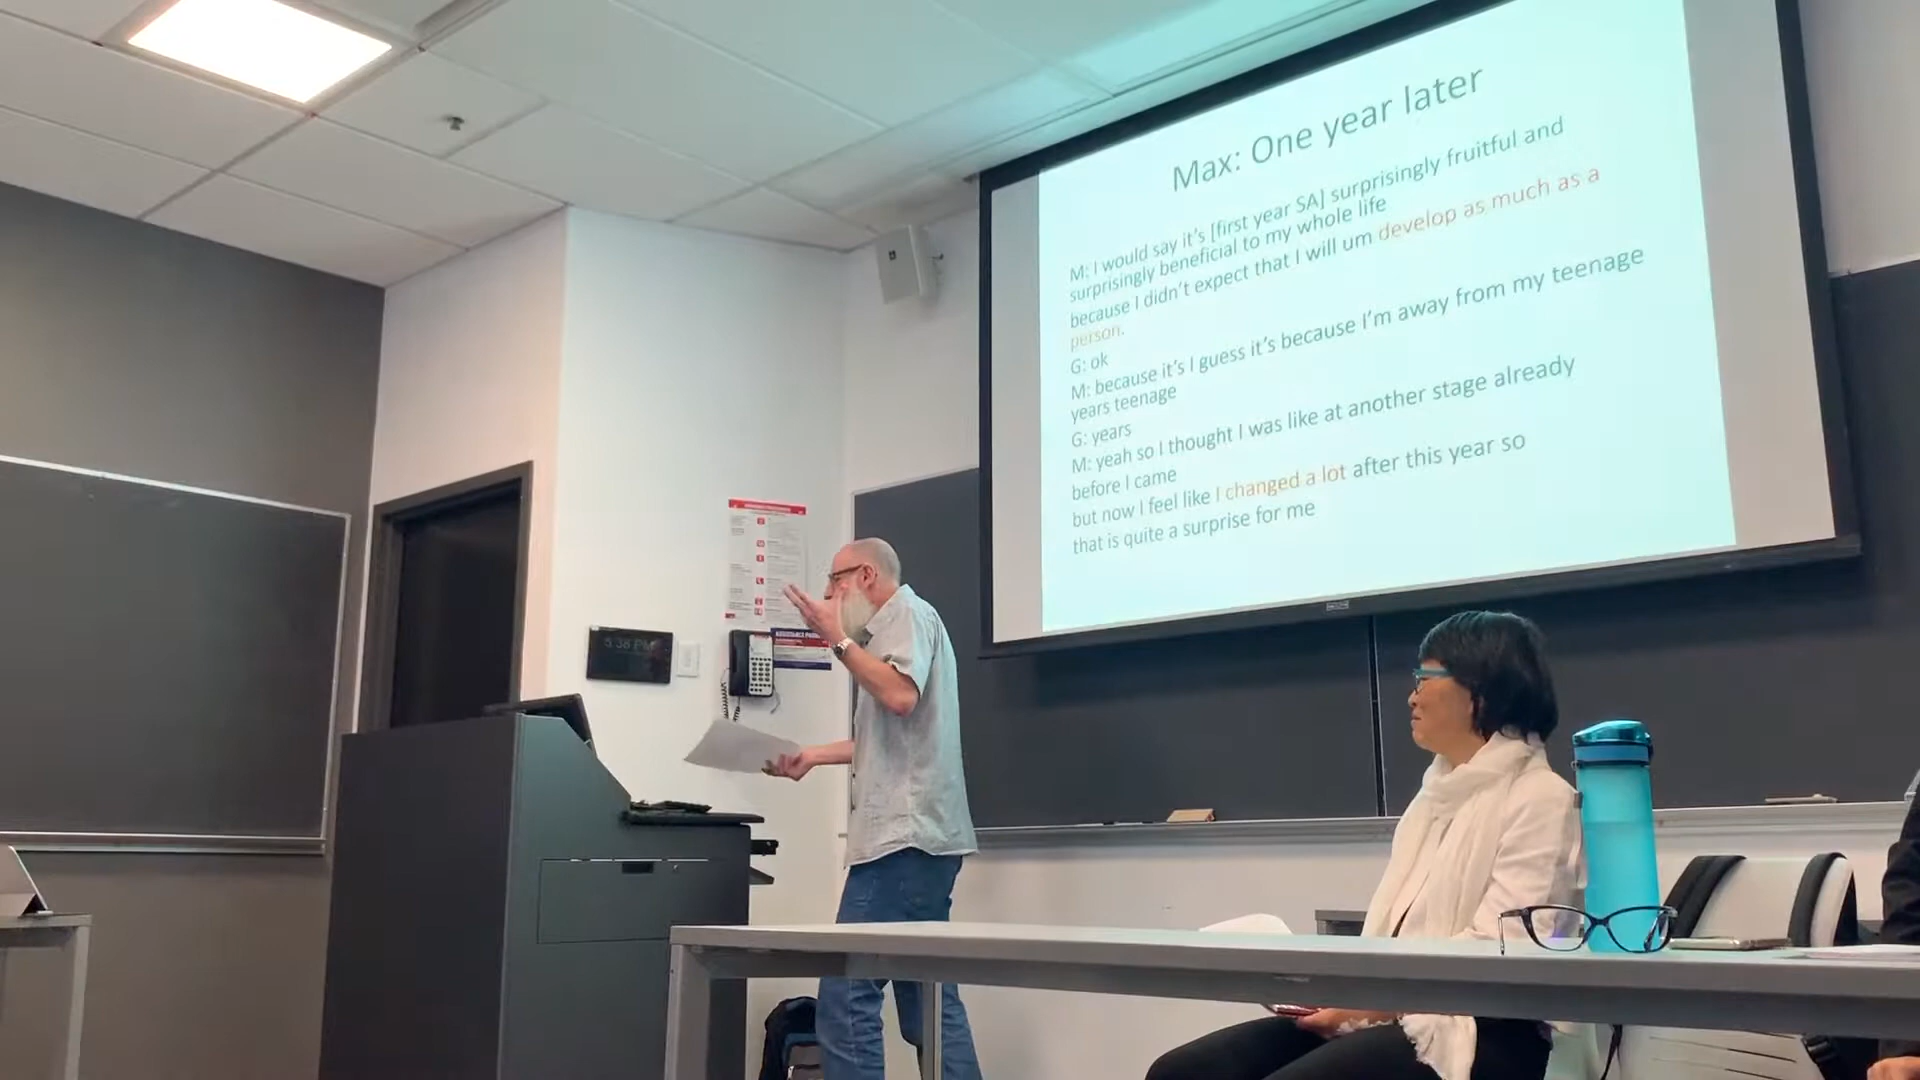 Max: One year later
M: I would say it's [first year SA] surprisingly fruitful and
surprisingly beneficial to my whole life
because I didn't expect that I will um develop as much as a
person.
G: ok
M: because it's I guess it's because I'm away from my teenage
years teenage
G: years
M: yeah so I thought I was like at another stage already
before I came
but now I feel like I changed a lot after this year so
that is quite a surprise for me
5:38 PM